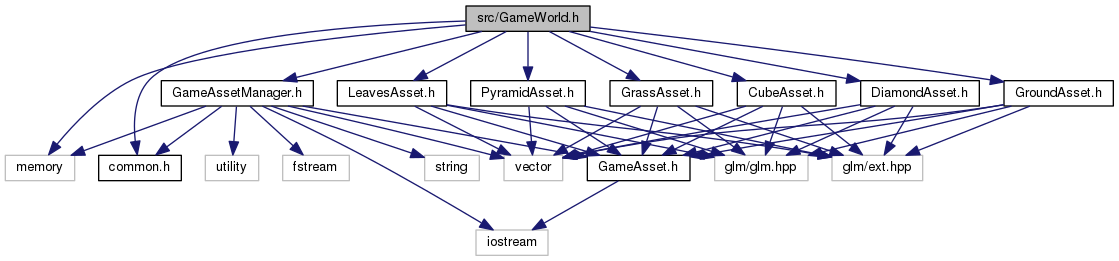 src/GameWorld.h
GameAssetManager.h
LeavesAsset.h
PyramidAsset.h
GrassAsset.h
CubeAsset.h
DiamondAsset.h
GroundAsset.h
memory
common.h
utility
fstream
string
vector
GameAsset.h
glm/glm.hpp
glm/ext.hpp
iostream